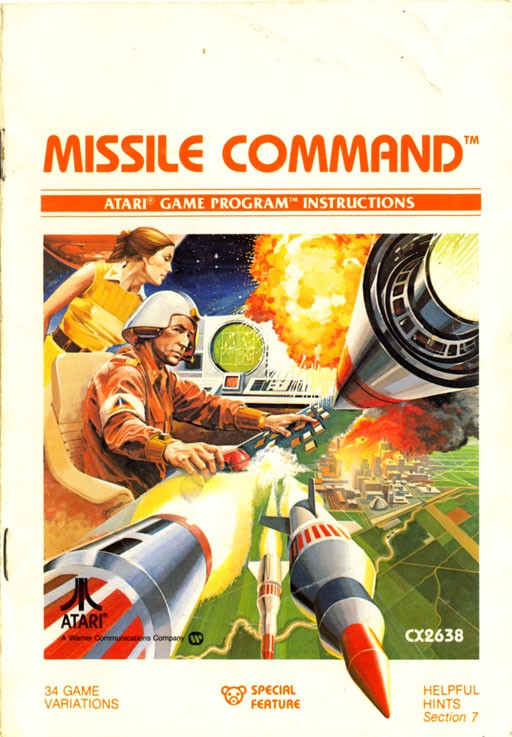 MISSILE COMMAND™
ATARI® GAME PROGRAM™ INSTRUCTIONS
ATARI®
A Warner Communications Company
CX2638
34 GAME
VARIATIONS
SPECIAL
FEATURE
HELPFUL
HINTS
Section 7